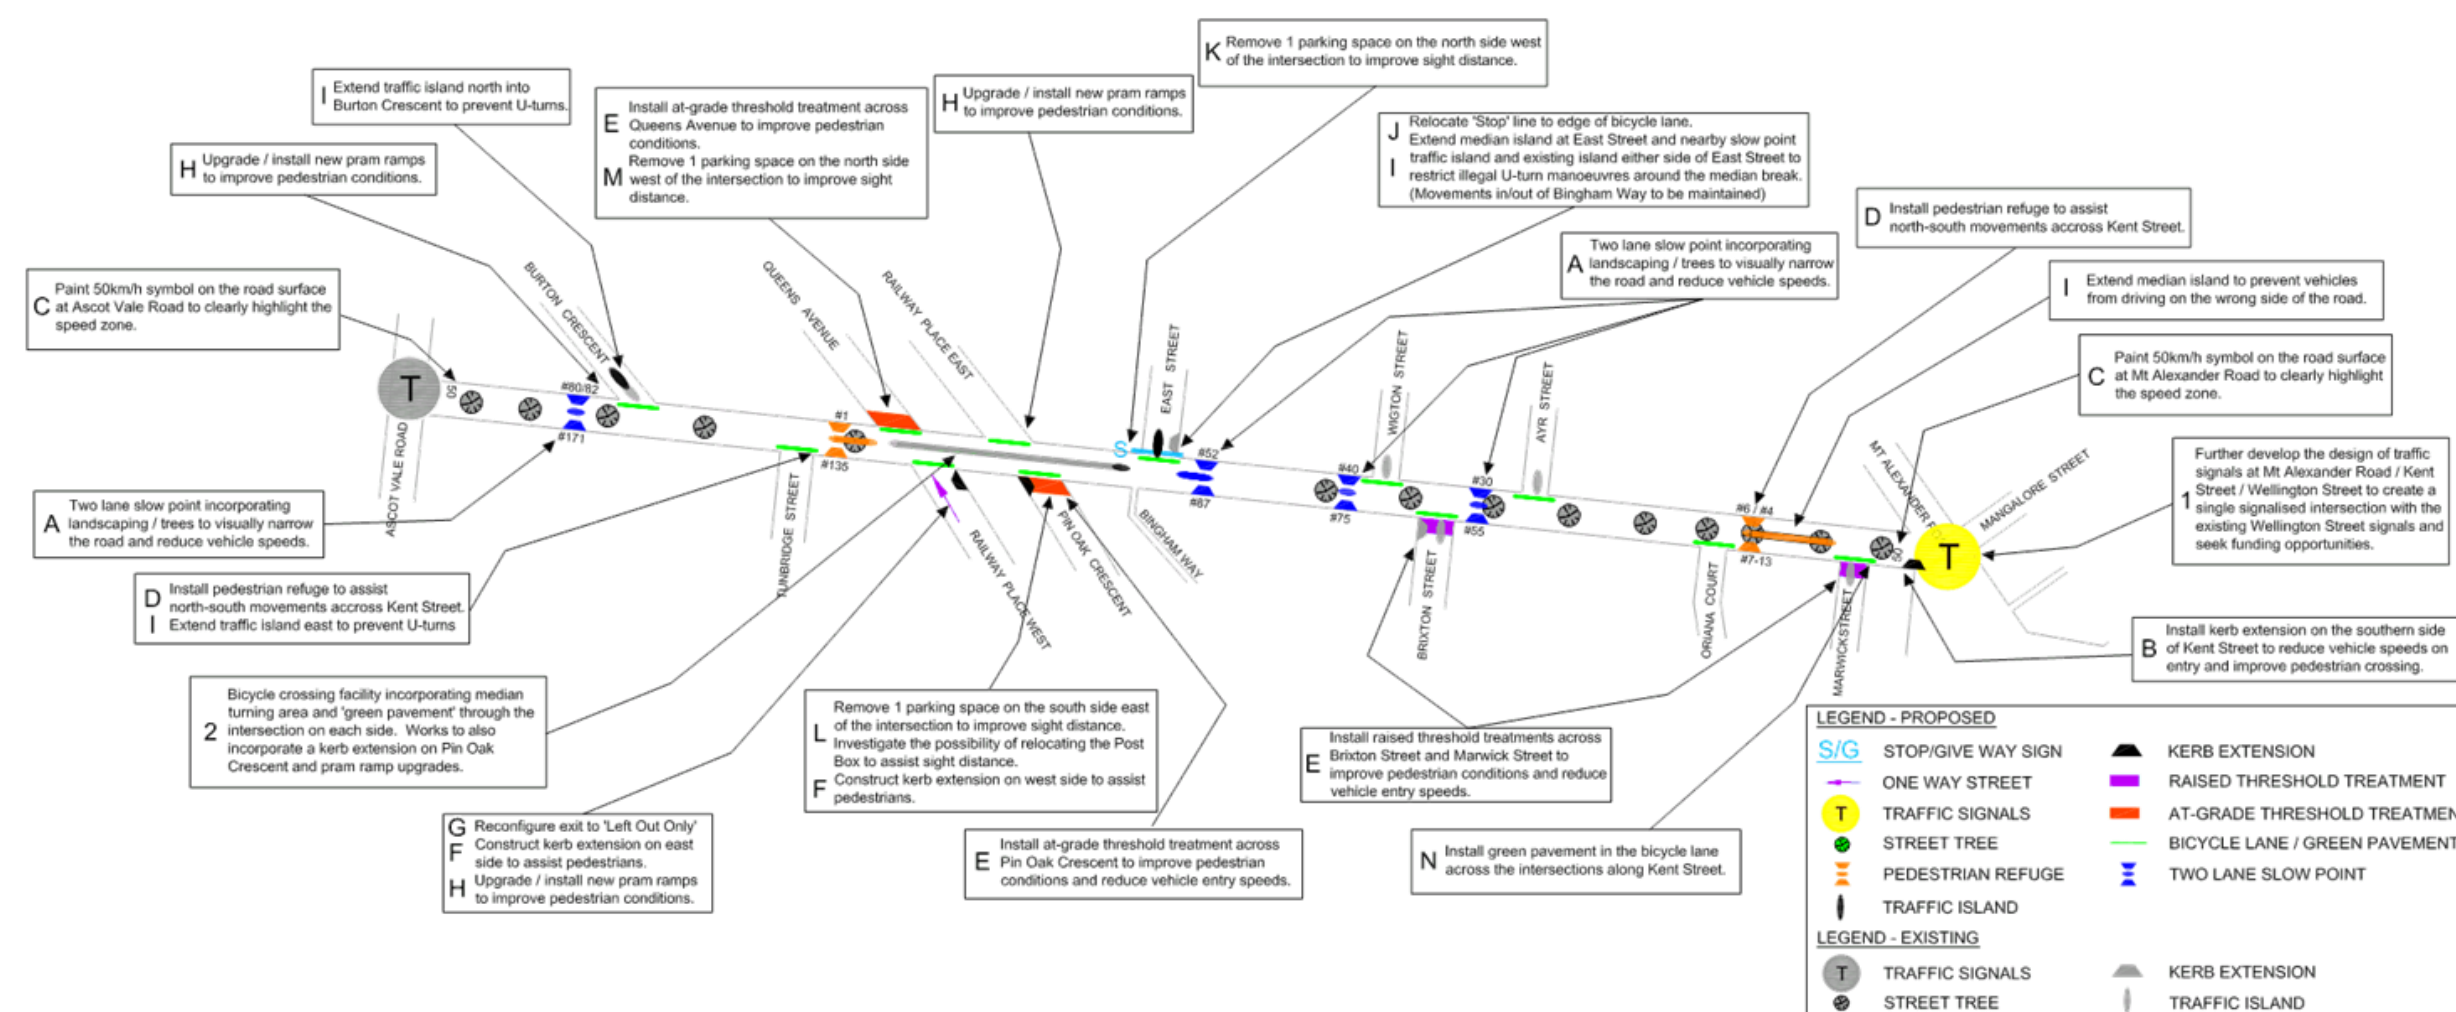 K Remove 1 parking space on the north side west
of the intersection to improve sight distance.
I Extend traffic island north into
Burton Crescent to prevent U-turns.
E Install at-grade threshold treatment across
Queens Avenue to improve pedestrian
conditions.
M Remove 1 parking space on the north side
west of the intersection to improve sight
distance.
H Upgrade / install new pram ramps
to improve pedestrian conditions.
J Relocate 'Stop' line to edge of bicycle lane.
I Extend median island at East Street and nearby slow point
traffic island and existing island either side of East Street to
restrict illegal U-turn manoeuvres around the median break.
(Movements in/out of Bingham Way to be maintained)
H Upgrade / install new pram ramps
to improve pedestrian conditions.
D Install pedestrian refuge to assist
north-south movements accross Kent Street.
A Two lane slow point incorporating
landscaping / trees to visually narrow
the road and reduce vehicle speeds.
I Extend median island to prevent vehicles
from driving on the wrong side of the road.
C Paint 50km/h symbol on the road surface
at Ascot Vale Road to clearly highlight the
speed zone.
C Paint 50km/h symbol on the road surface
at Mt Alexander Road to clearly highlight
the speed zone.
BURTON CRESCENT
QUEENS AVENUE
RAILWAY PLACE EAST
EAST STREET
WIGTON STREET
AYR STREET
MT ALEXANDER
MANGALORE STREET
T
50
#80/82
#171
#1
#135
S
#52
#87
#40
#75
#30
#55
#6 / #4
#7-13
50
T
ASCOT VALE ROAD
TUNBRIDGE STREET
RAILWAY PLACE WEST
PIN OAK CRESCENT
BINGHAM WAY
BRIXTON STREET
ORIANA COURT
MARWICK STREET
1 Further develop the design of traffic
signals at Mt Alexander Road / Kent
Street / Wellington Street to create a
single signalised intersection with the
existing Wellington Street signals and
seek funding opportunities.
A Two lane slow point incorporating
landscaping / trees to visually narrow
the road and reduce vehicle speeds.
D Install pedestrian refuge to assist
north-south movements accross Kent Street.
I Extend traffic island east to prevent U-turns
B Install kerb extension on the southern side
of Kent Street to reduce vehicle speeds on
entry and improve pedestrian crossing.
2 Bicycle crossing facility incorporating median
turning area and 'green pavement' through the
intersection on each side. Works to also
incorporate a kerb extension on Pin Oak
Crescent and pram ramp upgrades.
L Remove 1 parking space on the south side east
of the intersection to improve sight distance.
Investigate the possibility of relocating the Post
Box to assist sight distance.
F Construct kerb extension on west side to assist
pedestrians.
E Install raised threshold treatments across
Brixton Street and Marwick Street to
improve pedestrian conditions and reduce
vehicle entry speeds.
G Reconfigure exit to 'Left Out Only'
F Construct kerb extension on east
side to assist pedestrians.
H Upgrade / install new pram ramps
to improve pedestrian conditions.
E Install at-grade threshold treatment across
Pin Oak Crescent to improve pedestrian
conditions and reduce vehicle entry speeds.
N Install green pavement in the bicycle lane
across the intersections along Kent Street.
LEGEND - PROPOSED
S/G STOP/GIVE WAY SIGN
ONE WAY STREET
T TRAFFIC SIGNALS
STREET TREE
PEDESTRIAN REFUGE
TRAFFIC ISLAND
KERB EXTENSION
RAISED THRESHOLD TREATMENT
AT-GRADE THRESHOLD TREATMEN
BICYCLE LANE / GREEN PAVEMENT
TWO LANE SLOW POINT
LEGEND - EXISTING
T TRAFFIC SIGNALS
STREET TREE
KERB EXTENSION
TRAFFIC ISLAND